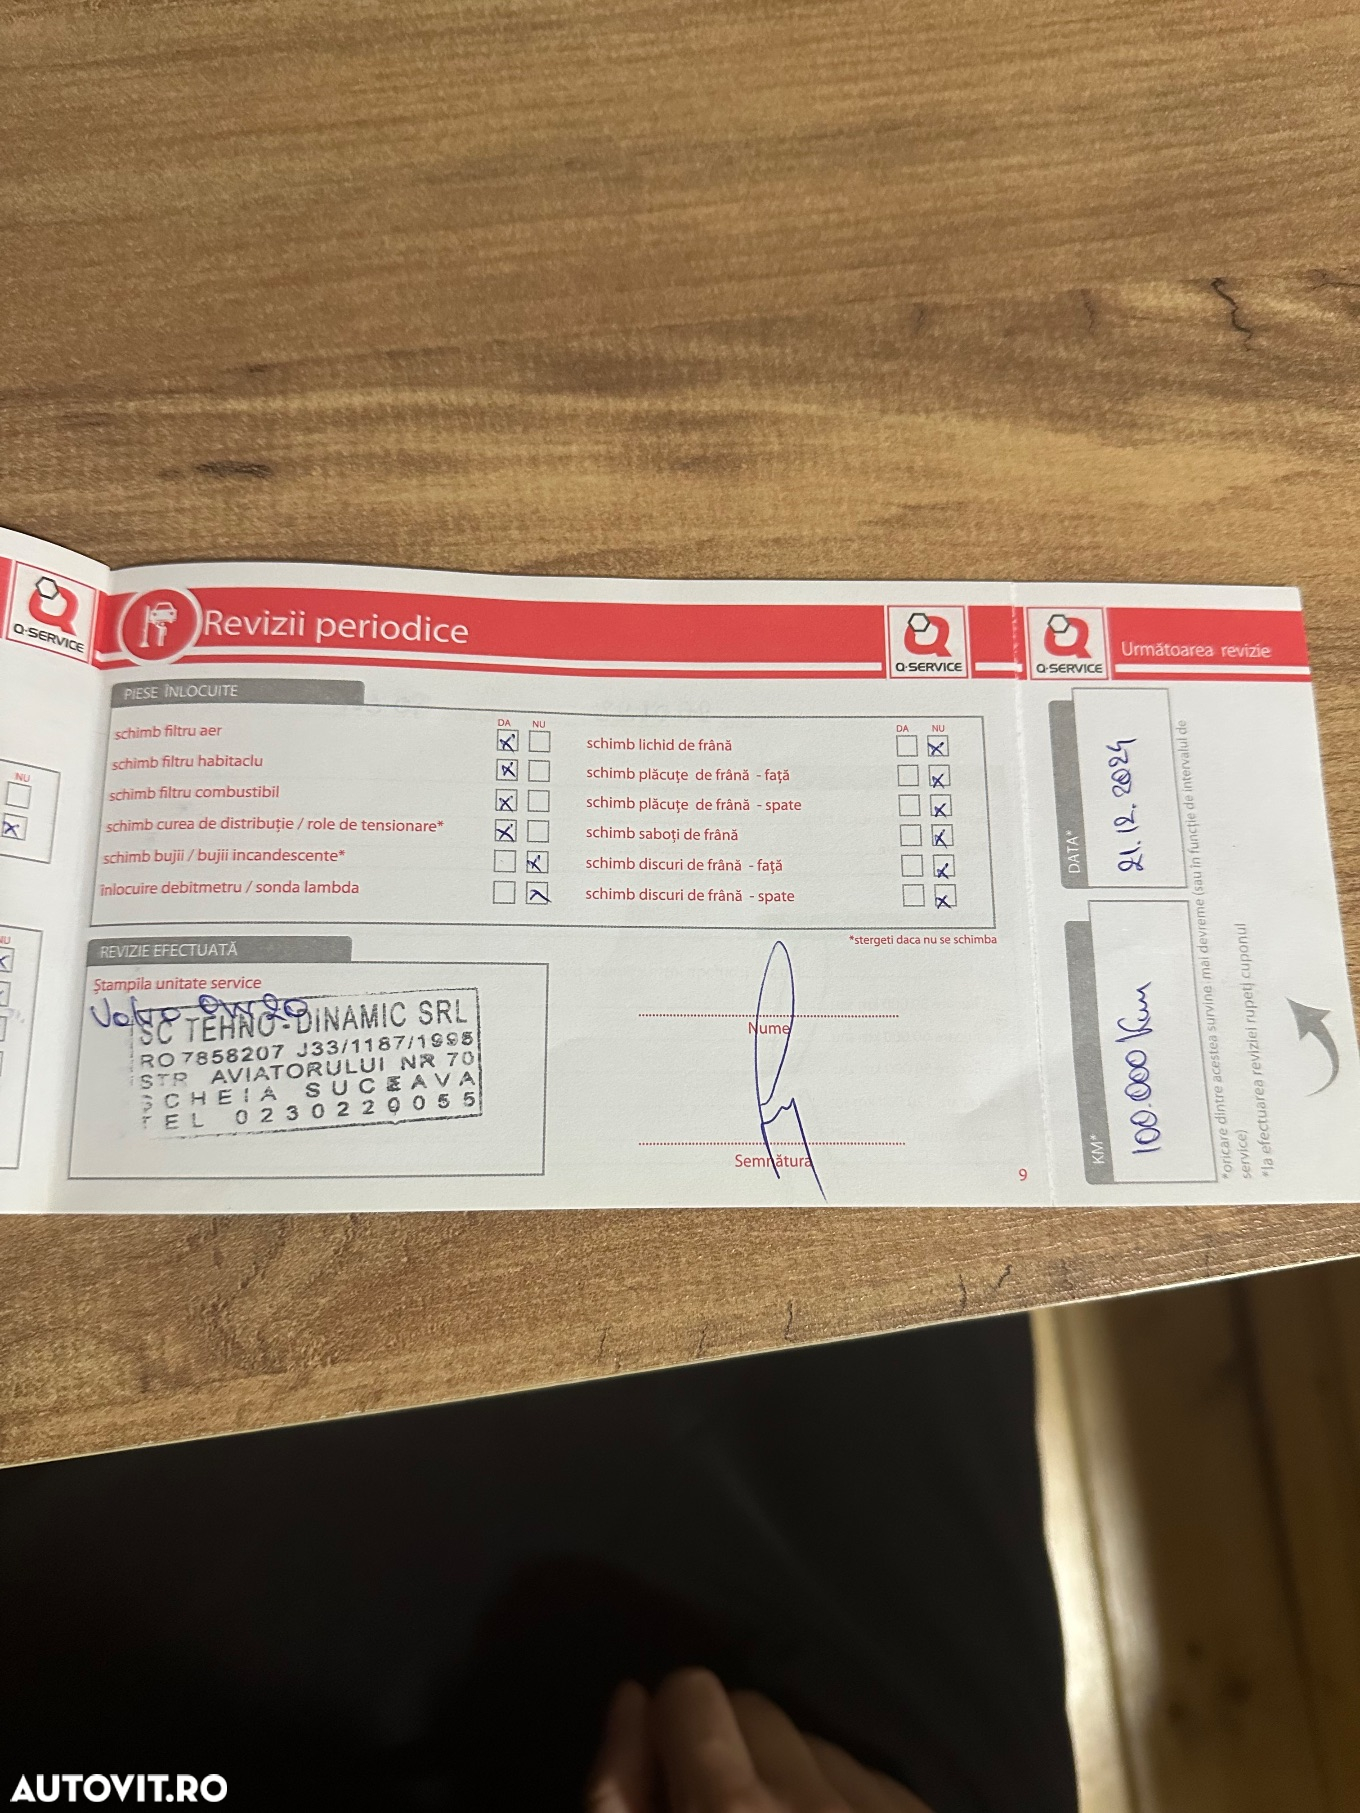 Q-SERVICE
Revizii periodice
Q-SERVICE
Q-SERVICE
Următoarea revizie
PIESE ÎNLOCUITE
DA NU
DA NU
NU
schimb filtru aer X
schimb filtru habitaclu X
schimb filtru combustibil X
schimb curea de distribuție / role de tensionare* X
schimb bujii / bujii incandescente* X
înlocuire debitmetru / sonda lambda X
schimb lichid de frână X
schimb plăcuțe de frână - față X
schimb plăcuțe de frână - spate X
schimb saboți de frână X
schimb discuri de frână - față X
schimb discuri de frână - spate X
*stergeti daca nu se schimba
NU
REVIZIE EFECTUATĂ
Ștampila unitate service
SC TEHNO-DINAMIC SRL
RO 7858207 J33/1187/1995
STR AVIATORULUI NR 70
SCHEIA SUCEAVA
TEL 0230220055
Nume
Semnătura
9
DATA*
21.12.2024
KM*
100.000 km
*oricare dintre acestea survine mai devreme (sau în funcție de intervalul de
service)
*la efectuarea reviziei rupeți cuponul
AUTOVIT.RO